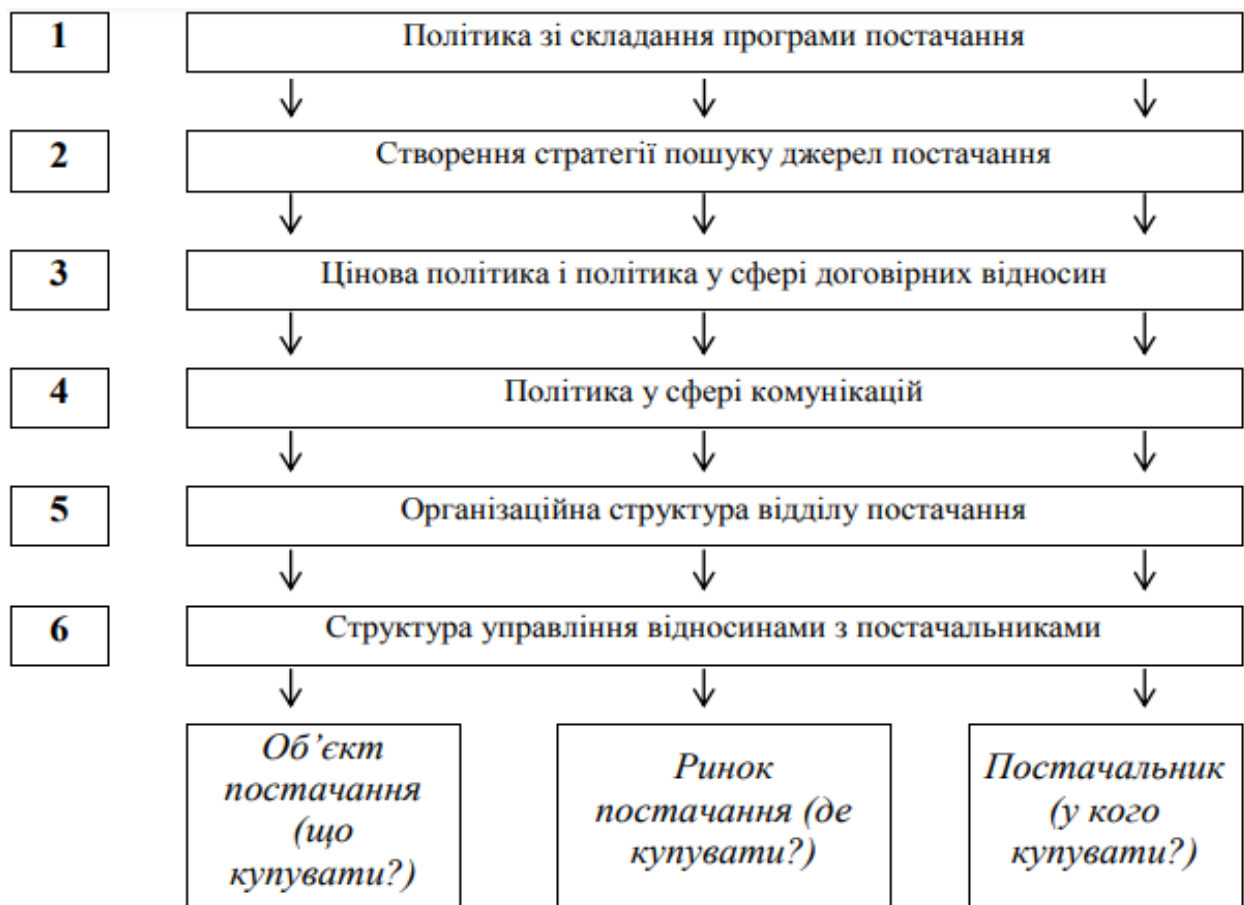 1
Політика зі складання програми постачання
2
Створення стратегії пошуку джерел постачання
3
Цінова політика і політика у сфері договірних відносин
4
Політика у сфері комунікацій
5
Організаційна структура відділу постачання
6
Структура управління відносинами з постачальниками
Об’єкт
постачання
(що
купувати?)
Ринок
постачання (де
купувати?)
Постачальник
(у кого
купувати?)